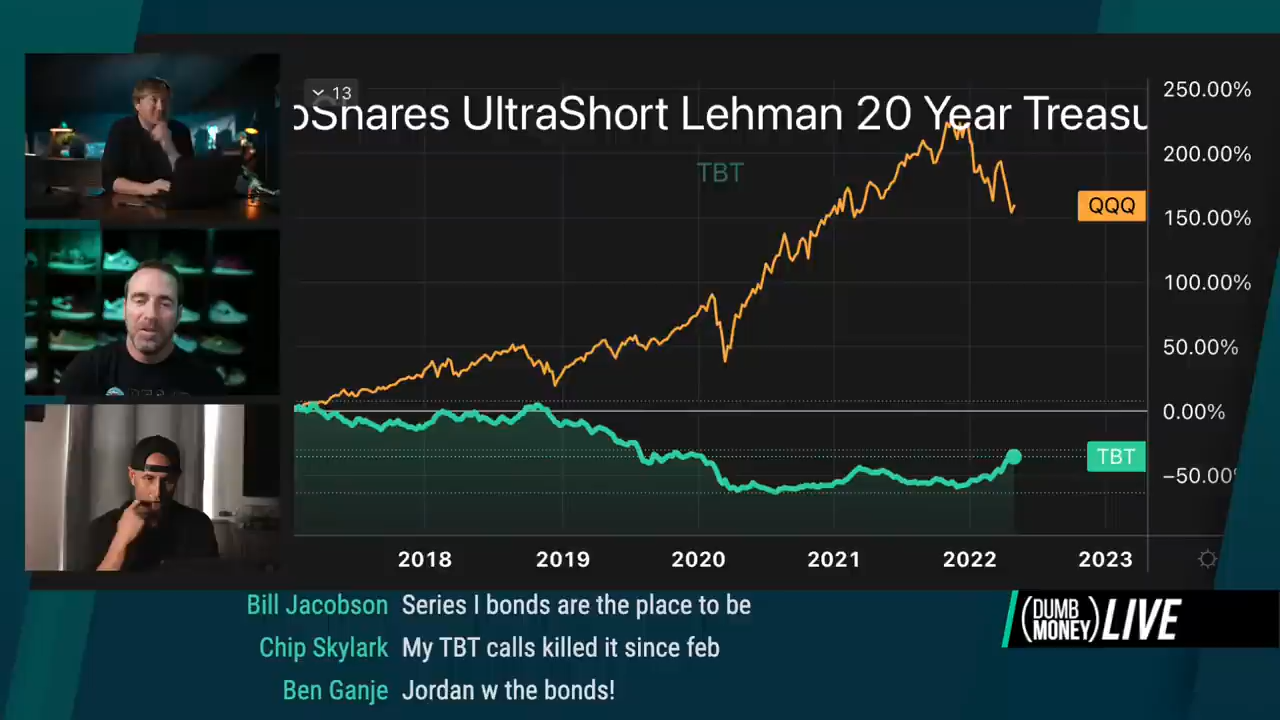 13
oShares UltraShort Lehman 20 Year Treasu
TBT
250.00%
200.00%
QQQ
150.00%
100.00%
50.00%
0.00%
TBT
−50.00%
2018 2019 2020 2021 2022 2023
Bill Jacobson Series I bonds are the place to be
Chip Skylark My TBT calls killed it since feb
Ben Ganje Jordan w the bonds!
(DUMB MONEY) LIVE